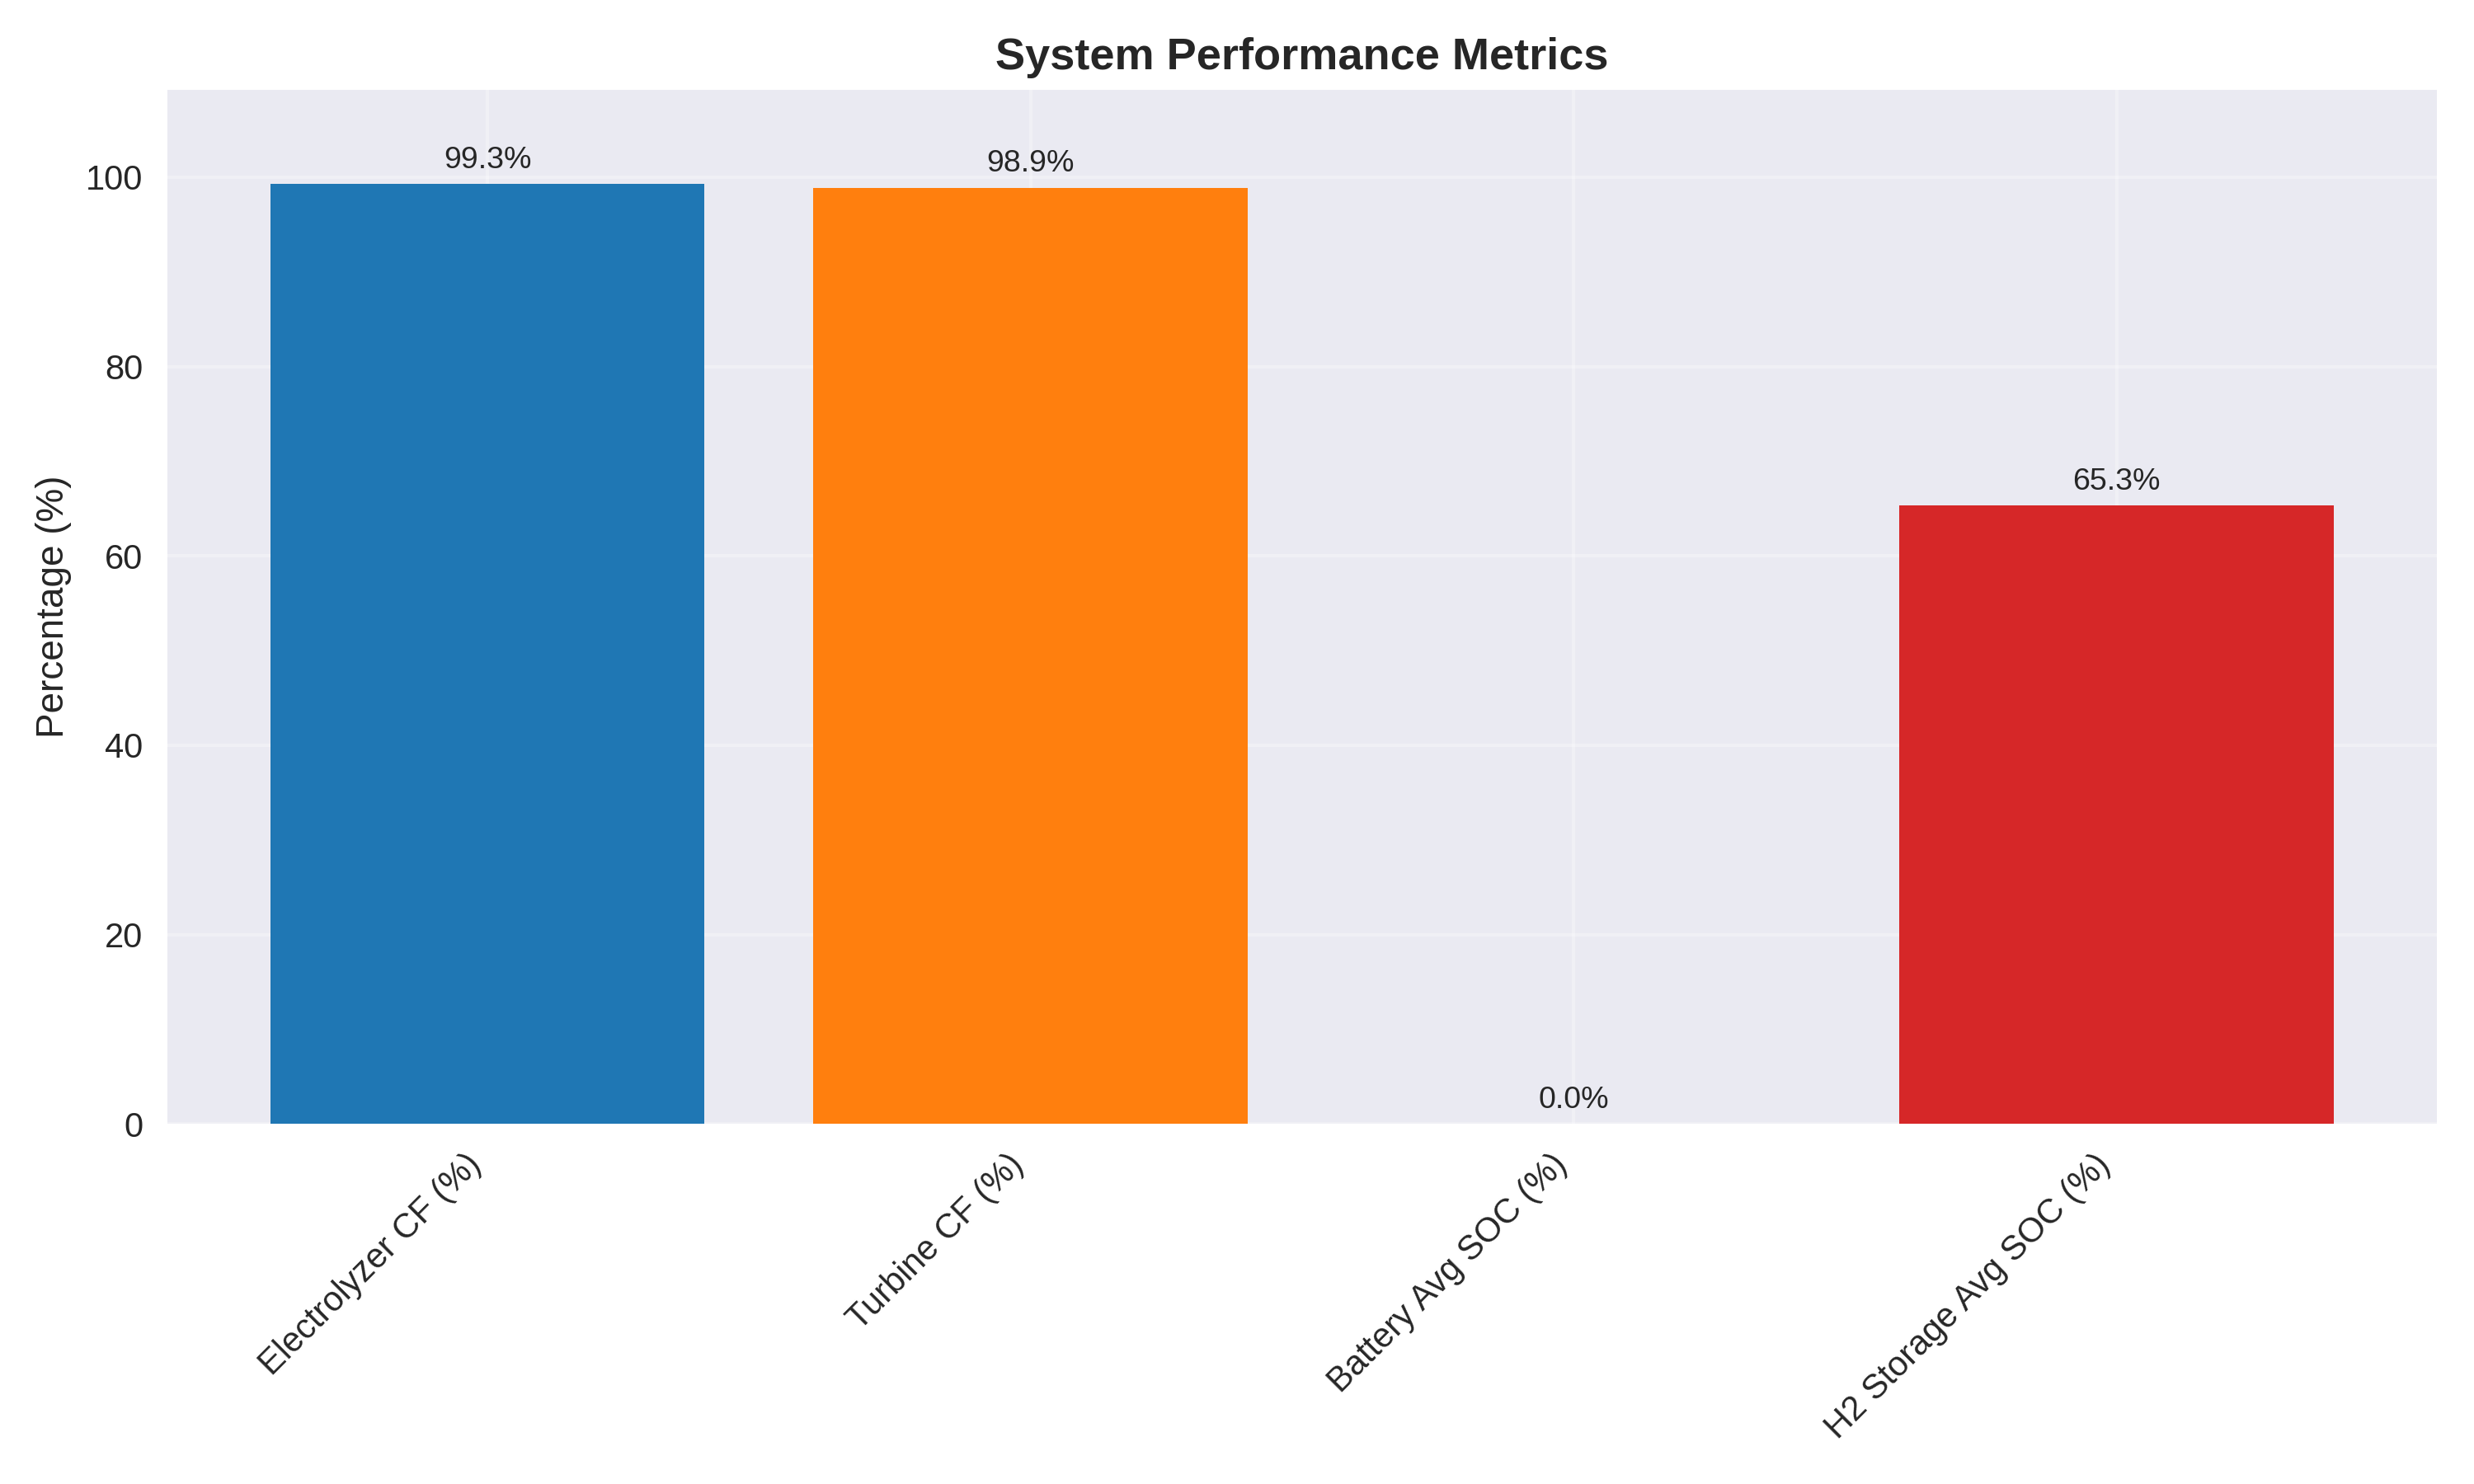 System Performance Metrics
Percentage (%)
100
80
60
40
20
0
99.3%
98.9%
0.0%
65.3%
Electrolyzer CF (%)
Turbine CF (%)
Battery Avg SOC (%)
H2 Storage Avg SOC (%)